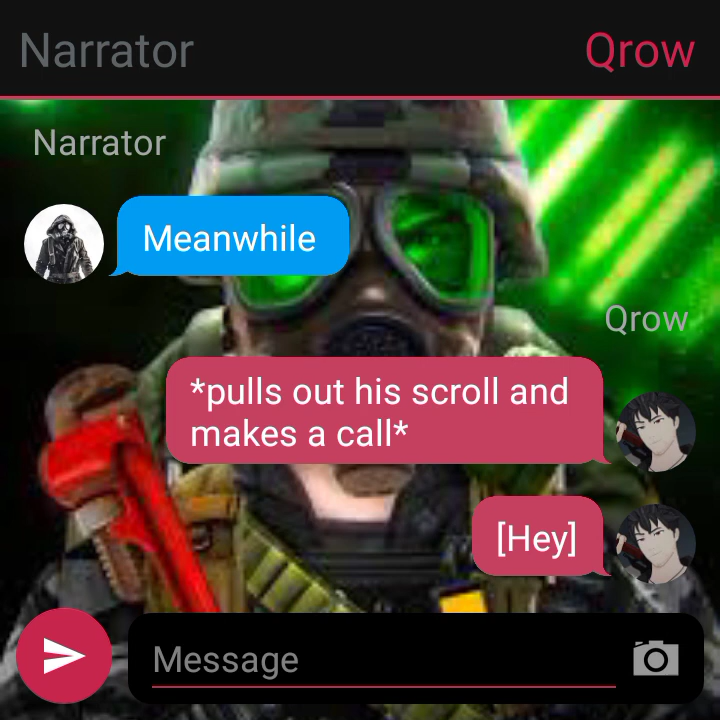 Narrator
Qrow
Narrator
Meanwhile
Qrow
*pulls out his scroll and
makes a call*
[Hey]
Message